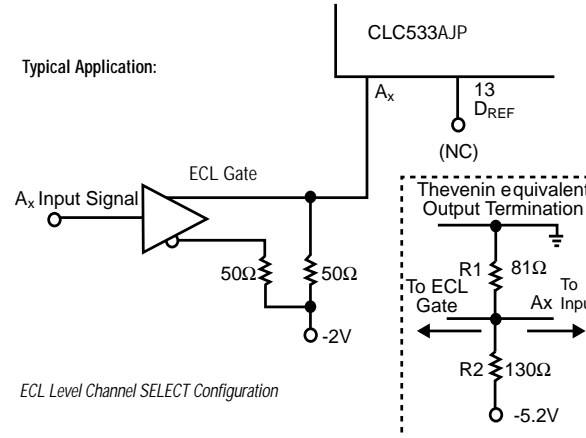 CLC533AJP
Typical Application:
Ax
13
DREF
(NC)
ECL Gate
Ax Input Signal
50Ω
50Ω
-2V
Thevenin equivalent
Output Termination
R1
81Ω
To ECL
Gate
Ax
To
R2
130Ω
-5.2V
ECL Level Channel SELECT Configuration